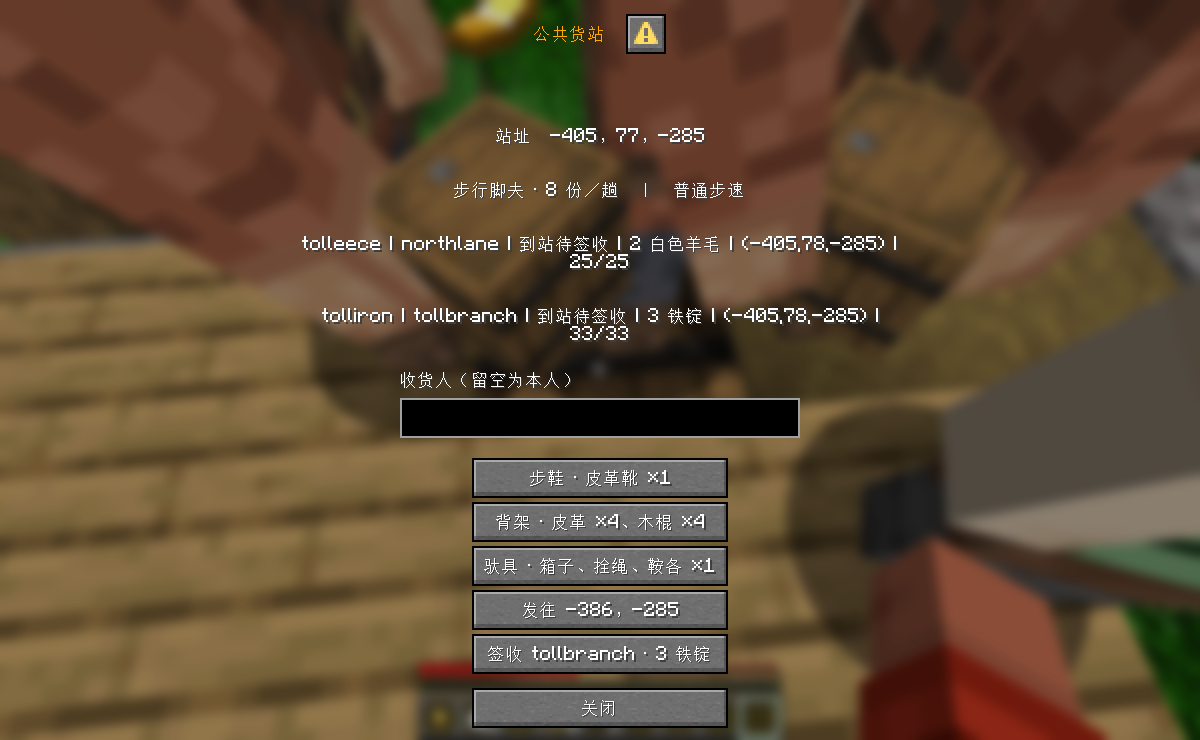 公共货站
站址 -405, 77, -285
步行脚夫 · 8 份／趟 | 普通步速
tolleece | northlane | 到站待签收 | 2 白色羊毛 | (-405,78,-285) |
25/25
tolliron | tollbranch | 到站待签收 | 3 铁锭 | (-405,78,-285) |
33/33
收货人（留空为本人）
步鞋 · 皮革靴 x1
背架 · 皮革 x4、木棍 x4
驮具 · 箱子、拴绳、鞍各 x1
发往 -386, -285
签收 tollbranch · 3 铁锭
关闭